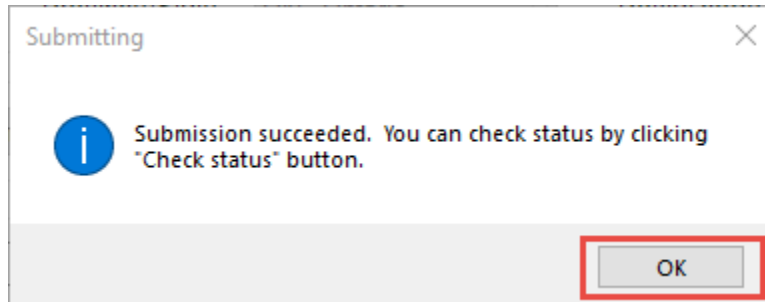 Submitting
Submission succeeded.  You can check status by clicking
"Check status" button.
OK